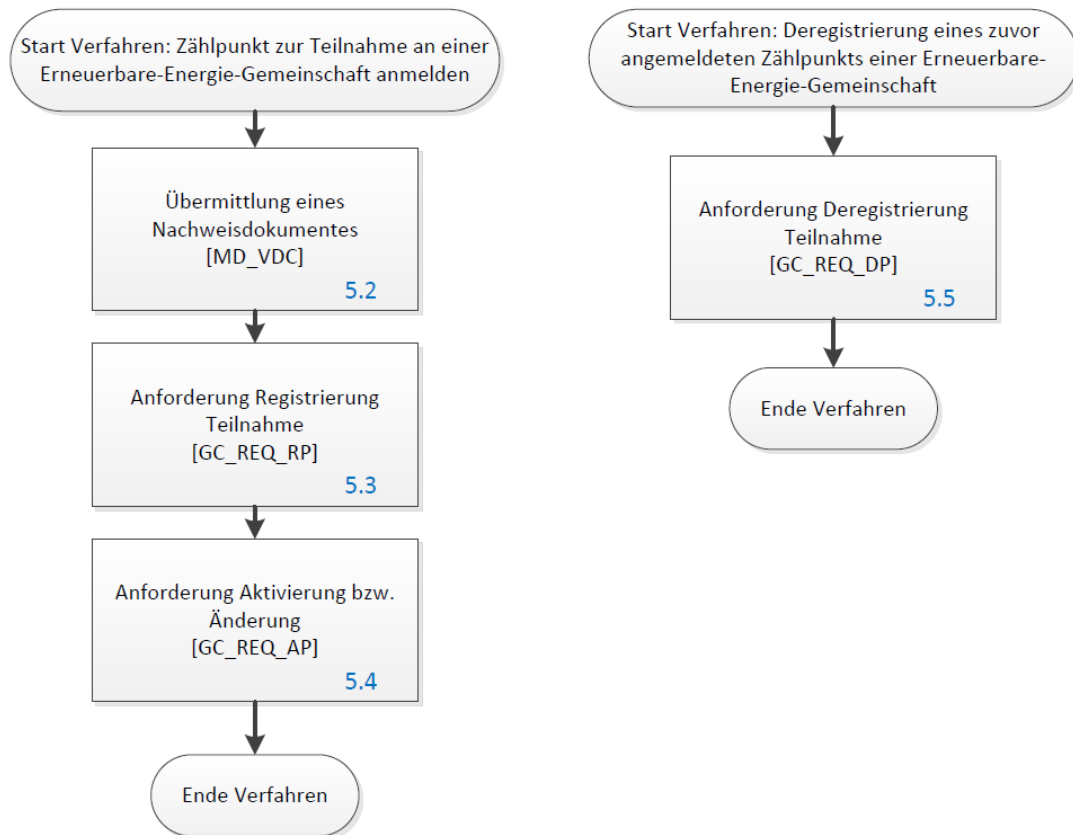 Start Verfahren: Zählpunkt zur Teilnahme an einer
Erneuerbare-Energie-Gemeinschaft anmelden
Übermittlung eines
Nachweisdokumentes
[MD_VDC]
5.2
Anforderung Registrierung
Teilnahme
[GC_REQ_RP]
5.3
Anforderung Aktivierung bzw.
Änderung
[GC_REQ_AP]
5.4
Ende Verfahren
Start Verfahren: Deregistrierung eines zuvor
angemeldeten Zählpunkts einer Erneuerbare-
Energie-Gemeinschaft
Anforderung Deregistrierung
Teilnahme
[GC_REQ_DP]
5.5
Ende Verfahren